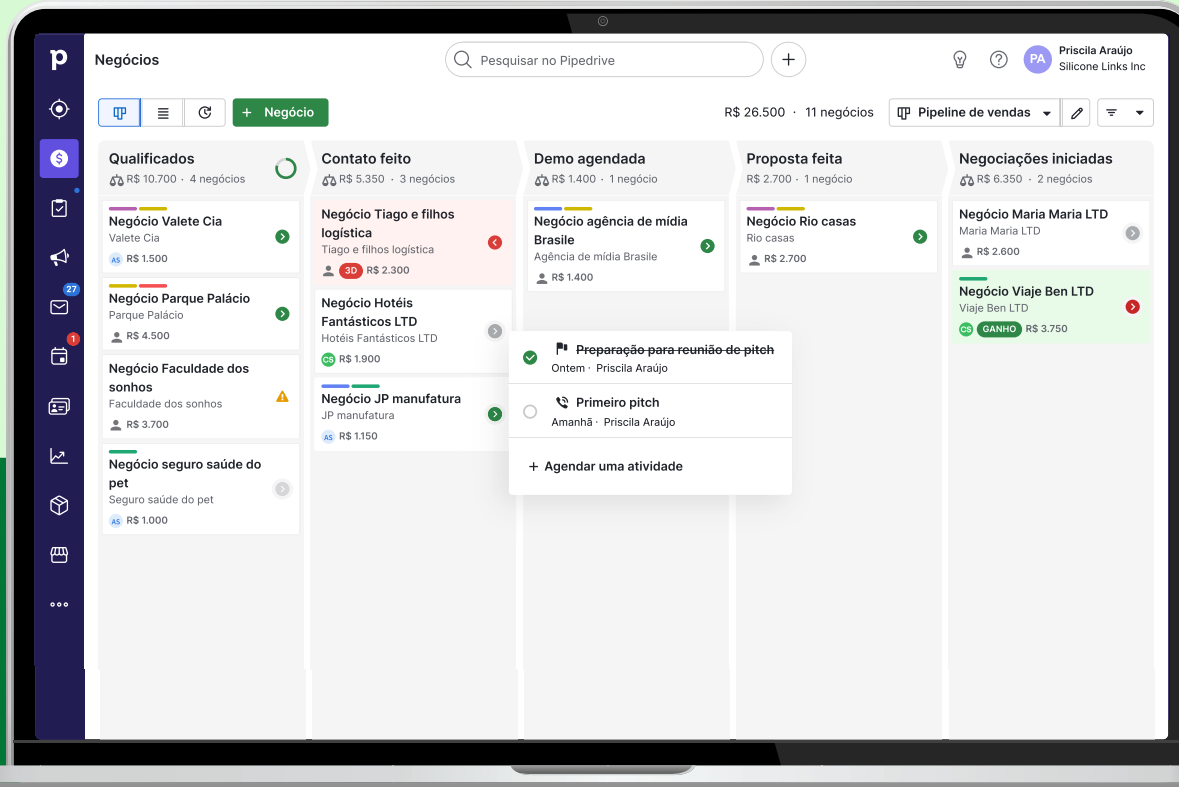 p
Negócios
Pesquisar no Pipedrive
PA
Priscila Araújo
Silicone Links Inc
+ Negócio
R$ 26.500 · 11 negócios
Pipeline de vendas
27
1
Qualificados
R$ 10.700 · 4 negócios
Negócio Valete Cia
Valete Cia
AS R$ 1.500
Negócio Parque Palácio
Parque Palácio
R$ 4.500
Negócio Faculdade dos
sonhos
Faculdade dos sonhos
R$ 3.700
Negócio seguro saúde do
pet
Seguro saúde do pet
AS R$ 1.000
Contato feito
R$ 5.350 · 3 negócios
Negócio Tiago e filhos
logística
Tiago e filhos logística
3D R$ 2.300
Negócio Hotéis
Fantásticos LTD
Hotéis Fantásticos LTD
CS R$ 1.900
Negócio JP manufatura
JP manufatura
AS R$ 1.150
Demo agendada
R$ 1.400 · 1 negócio
Negócio agência de mídia
Brasile
Agência de mídia Brasile
R$ 1.400
Preparação para reunião de pitch
Ontem · Priscila Araújo
Primeiro pitch
Amanhã · Priscila Araújo
+ Agendar uma atividade
Proposta feita
R$ 2.700 · 1 negócio
Negócio Rio casas
Rio casas
R$ 2.700
Negociações iniciadas
R$ 6.350 · 2 negócios
Negócio Maria Maria LTD
Maria Maria LTD
R$ 2.600
Negócio Viaje Ben LTD
Viaje Ben LTD
CS GANHO R$ 3.750